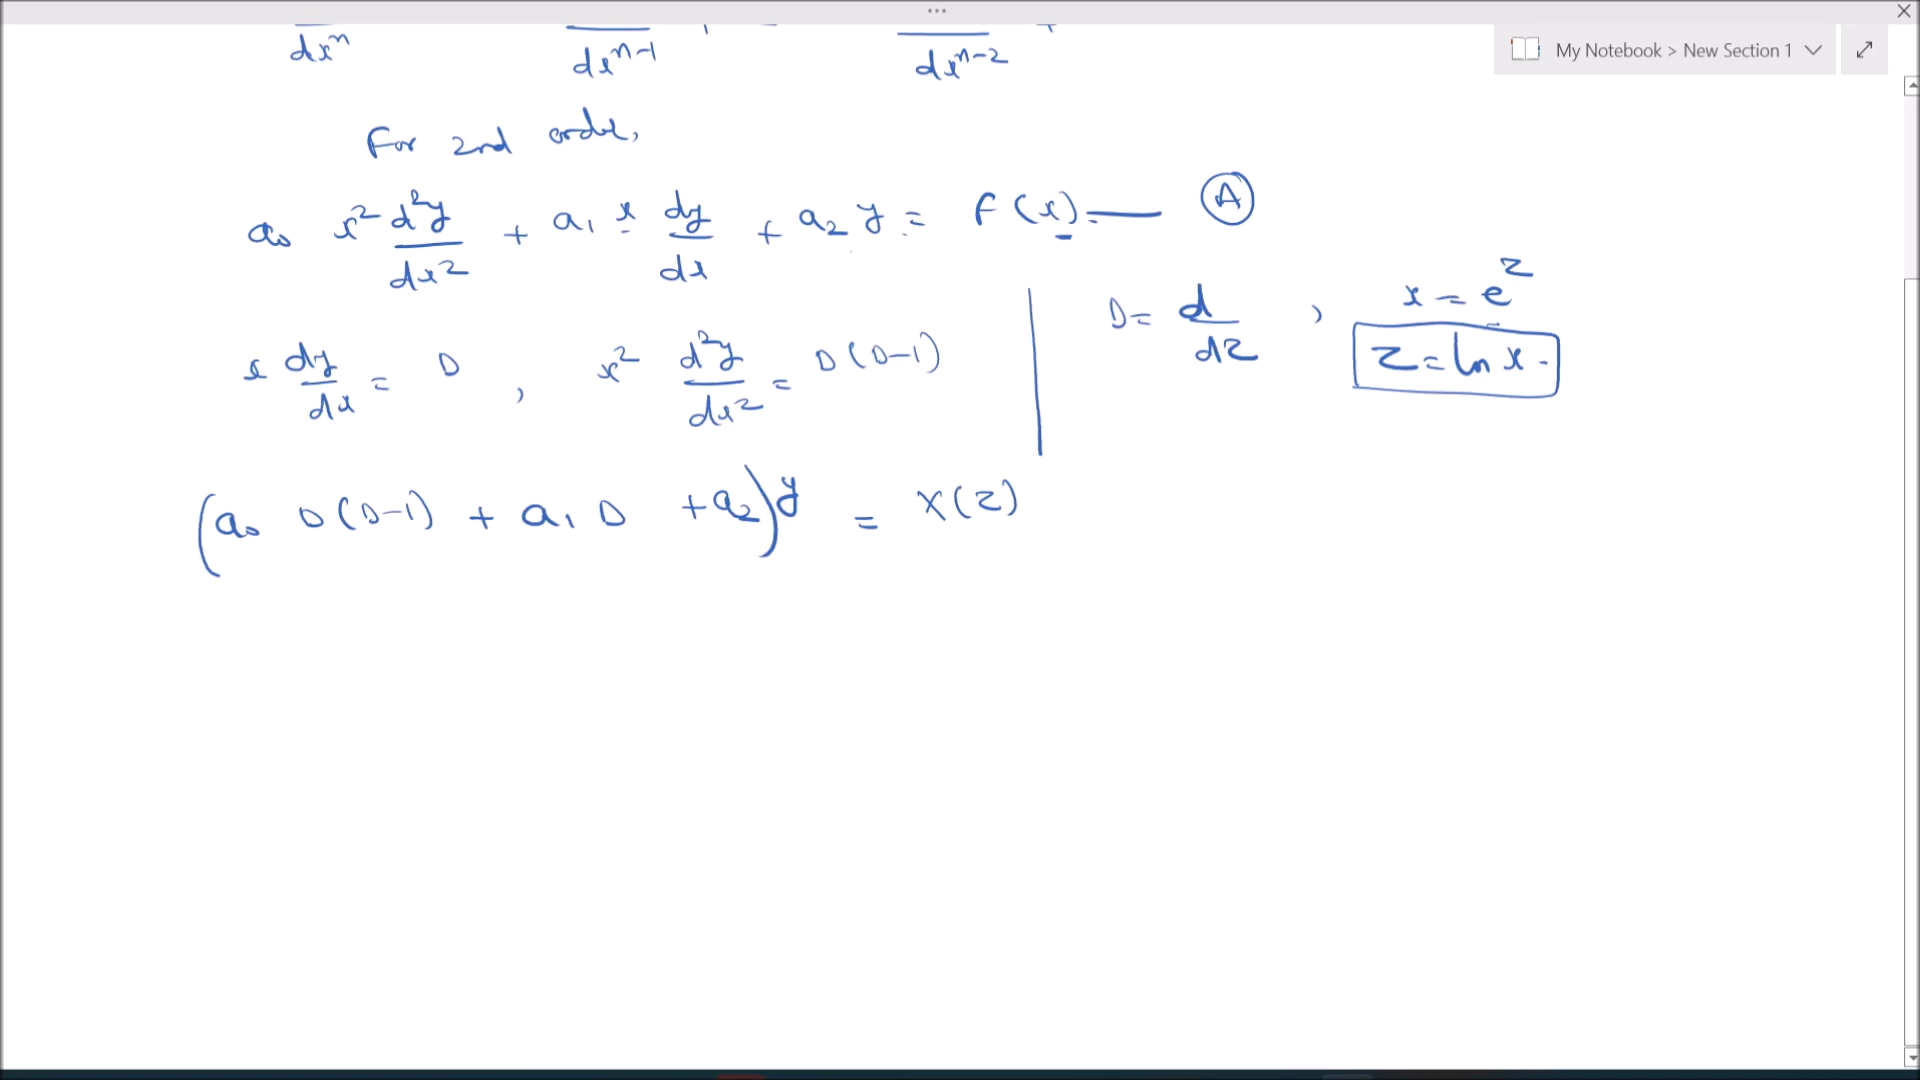 ...
My Notebook > New Section 1
dxⁿ dxⁿ⁻¹ dxⁿ⁻²
For 2nd order,
a₀ x² d²y/dx² + a₁ x dy/dx + a₂ y = F(x) — (A)
D = d/dz , x = e^z
x dy/dx = D , x² d²y/dx² = D(D-1)
z = ln x.
(a₀ D(D-1) + a₁ D + a₂)y = X(z)